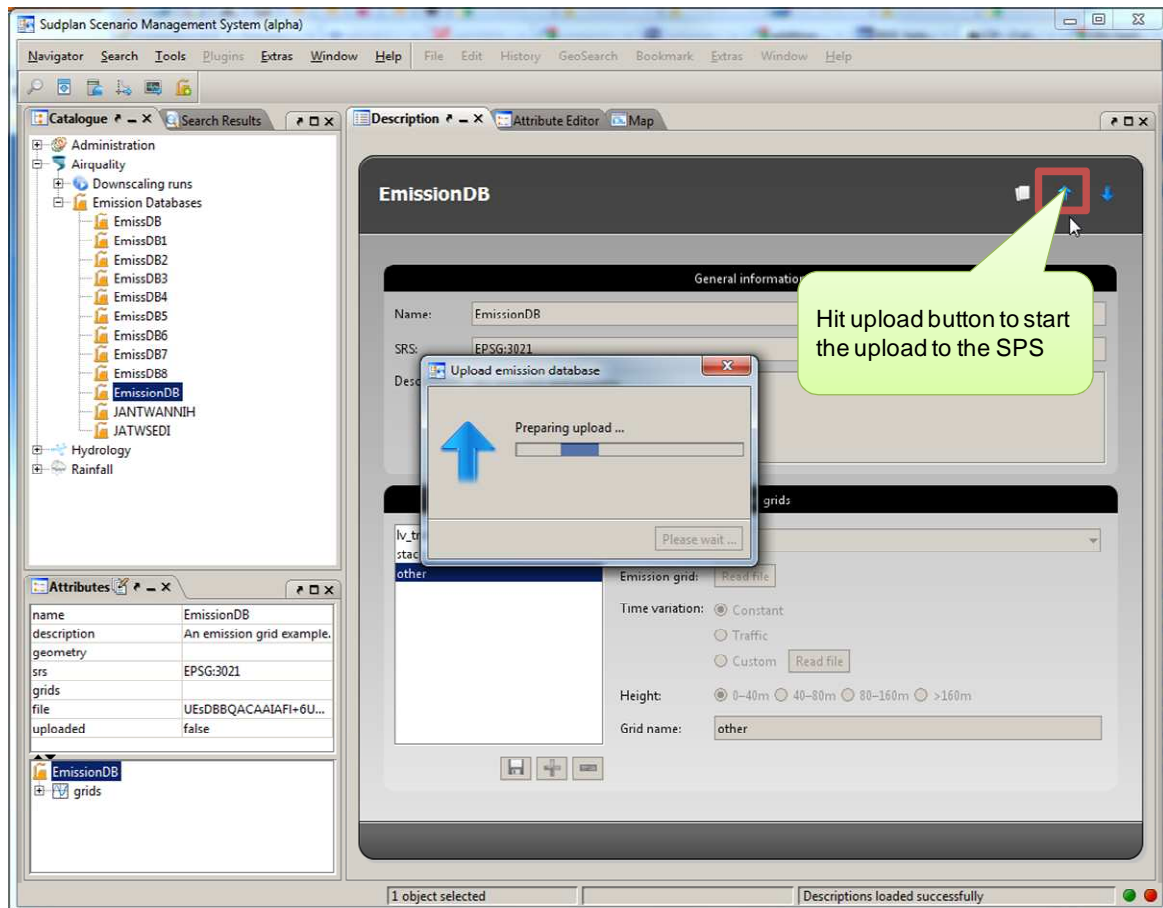 Sudplan Scenario Management System (alpha)
Navigator Search Tools Plugins Extras Window Help File Edit History GeoSearch Bookmark Extras Window Help
Catalogue Search Results
Administration
Airquality
Downscaling runs
Emission Databases
EmissDB
EmissDB1
EmissDB2
EmissDB3
EmissDB4
EmissDB5
EmissDB6
EmissDB7
EmissDB8
EmissionDB
JANTWANNIH
JATWSEDI
Hydrology
Rainfall
Attributes
name EmissionDB
description An emission grid example.
geometry
srs EPSG:3021
grids
file UEsDBBQACAAIAFI+6U...
uploaded false
EmissionDB
grids
Description Attribute Editor Map
EmissionDB
General information
Name: EmissionDB
SRS: EPSG:3021
Desc
Hit upload button to start
the upload to the SPS
Upload emission database
Preparing upload ...
Please wait ...
grids
lv_tr
stac
other
Emission grid: Read file
Time variation: Constant
Traffic
Custom Read file
Height: 0–40m 40–80m 80–160m >160m
Grid name: other
1 object selected
Descriptions loaded successfully